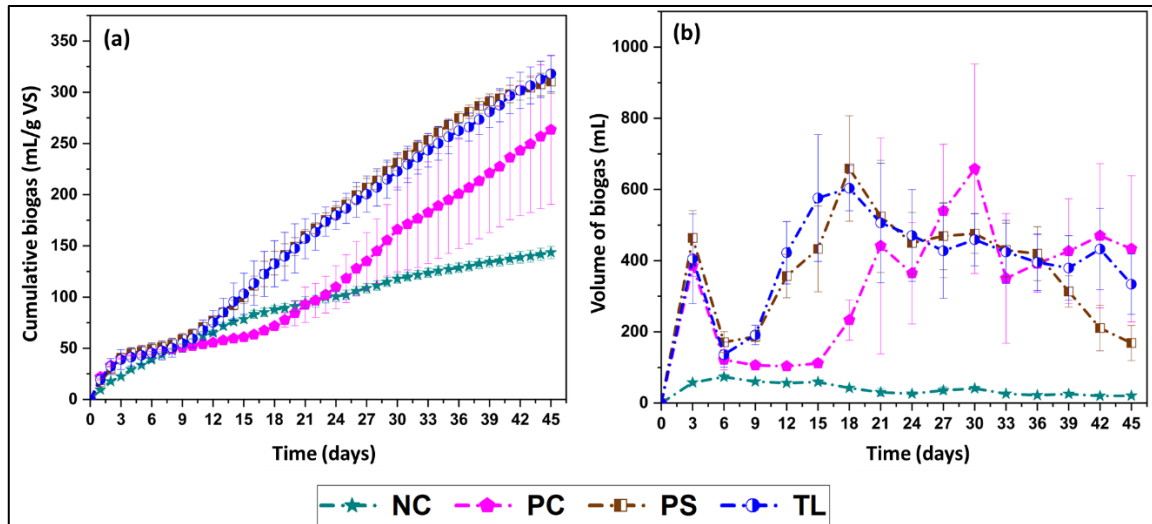 (a)
Cumulative biogas (mL/g VS)
350
300
250
200
150
100
50
0
0 3 6 9 12 15 18 21 24 27 30 33 36 39 42 45
Time (days)
(b)
Volume of biogas (mL)
1000
800
600
400
200
0
0 3 6 9 12 15 18 21 24 27 30 33 36 39 42 45
Time (days)
NC PC PS TL